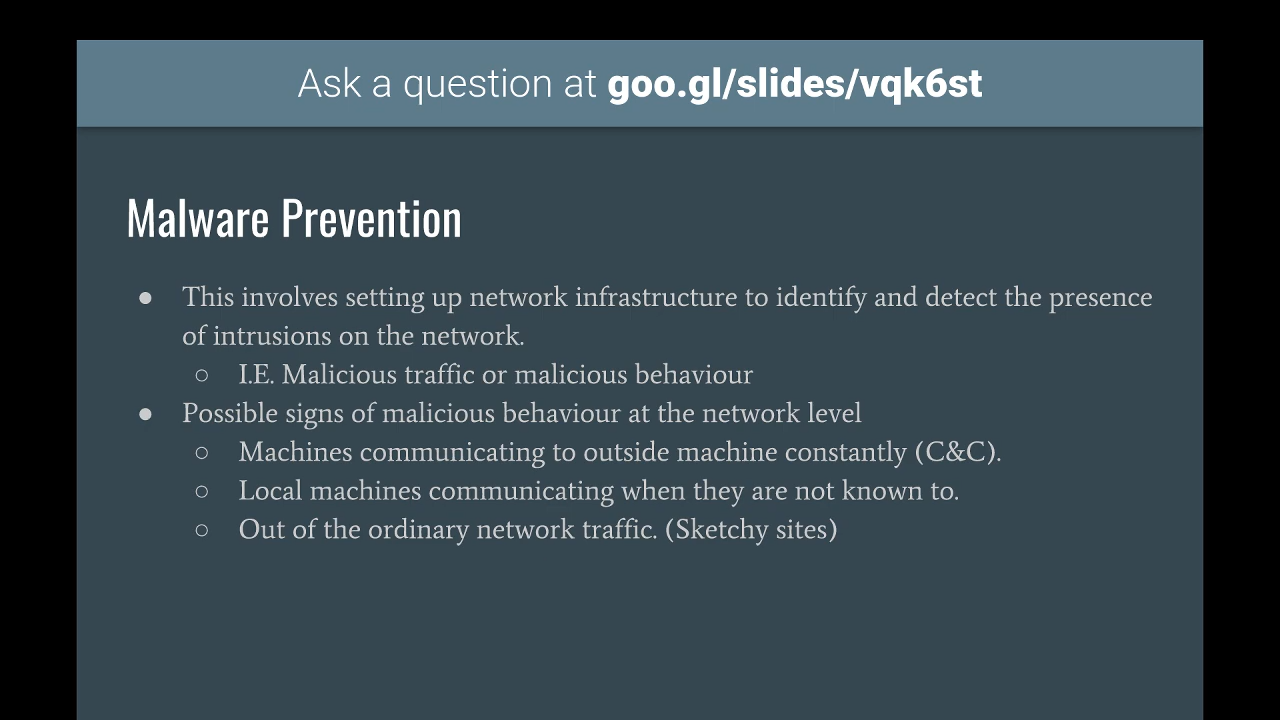 Ask a question at goo.gl/slides/vqk6st
Malware Prevention
● This involves setting up network infrastructure to identify and detect the presence
of intrusions on the network.
○ I.E. Malicious traffic or malicious behaviour
● Possible signs of malicious behaviour at the network level
○ Machines communicating to outside machine constantly (C&C).
○ Local machines communicating when they are not known to.
○ Out of the ordinary network traffic. (Sketchy sites)